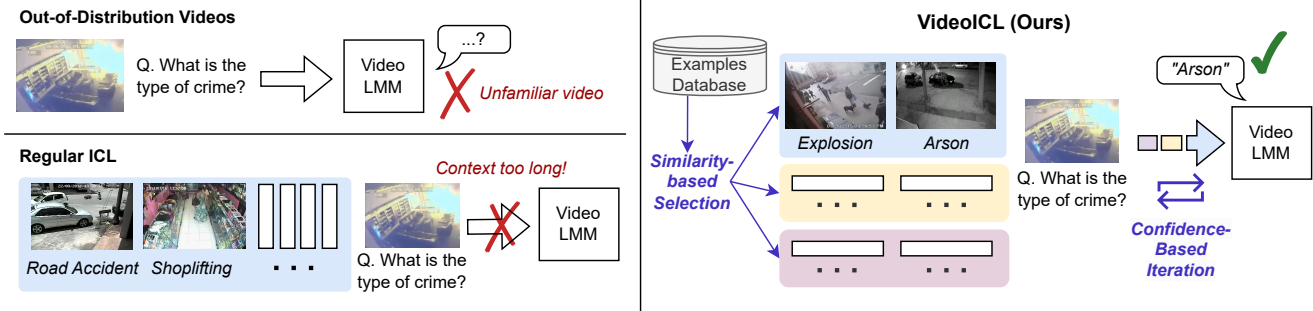 Out-of-Distribution Videos
Q. What is the
type of crime?
Video
LMM
...?
Unfamiliar video
Regular ICL
Road Accident
Shoplifting
. . .
Q. What is the
type of crime?
Context too long!
Video
LMM
VideoICL (Ours)
Examples
Database
Similarity-
based
Selection
Explosion
Arson
. . .
. . .
. . .
. . .
Q. What is the
type of crime?
"Arson"
Video
LMM
Confidence-
Based
Iteration